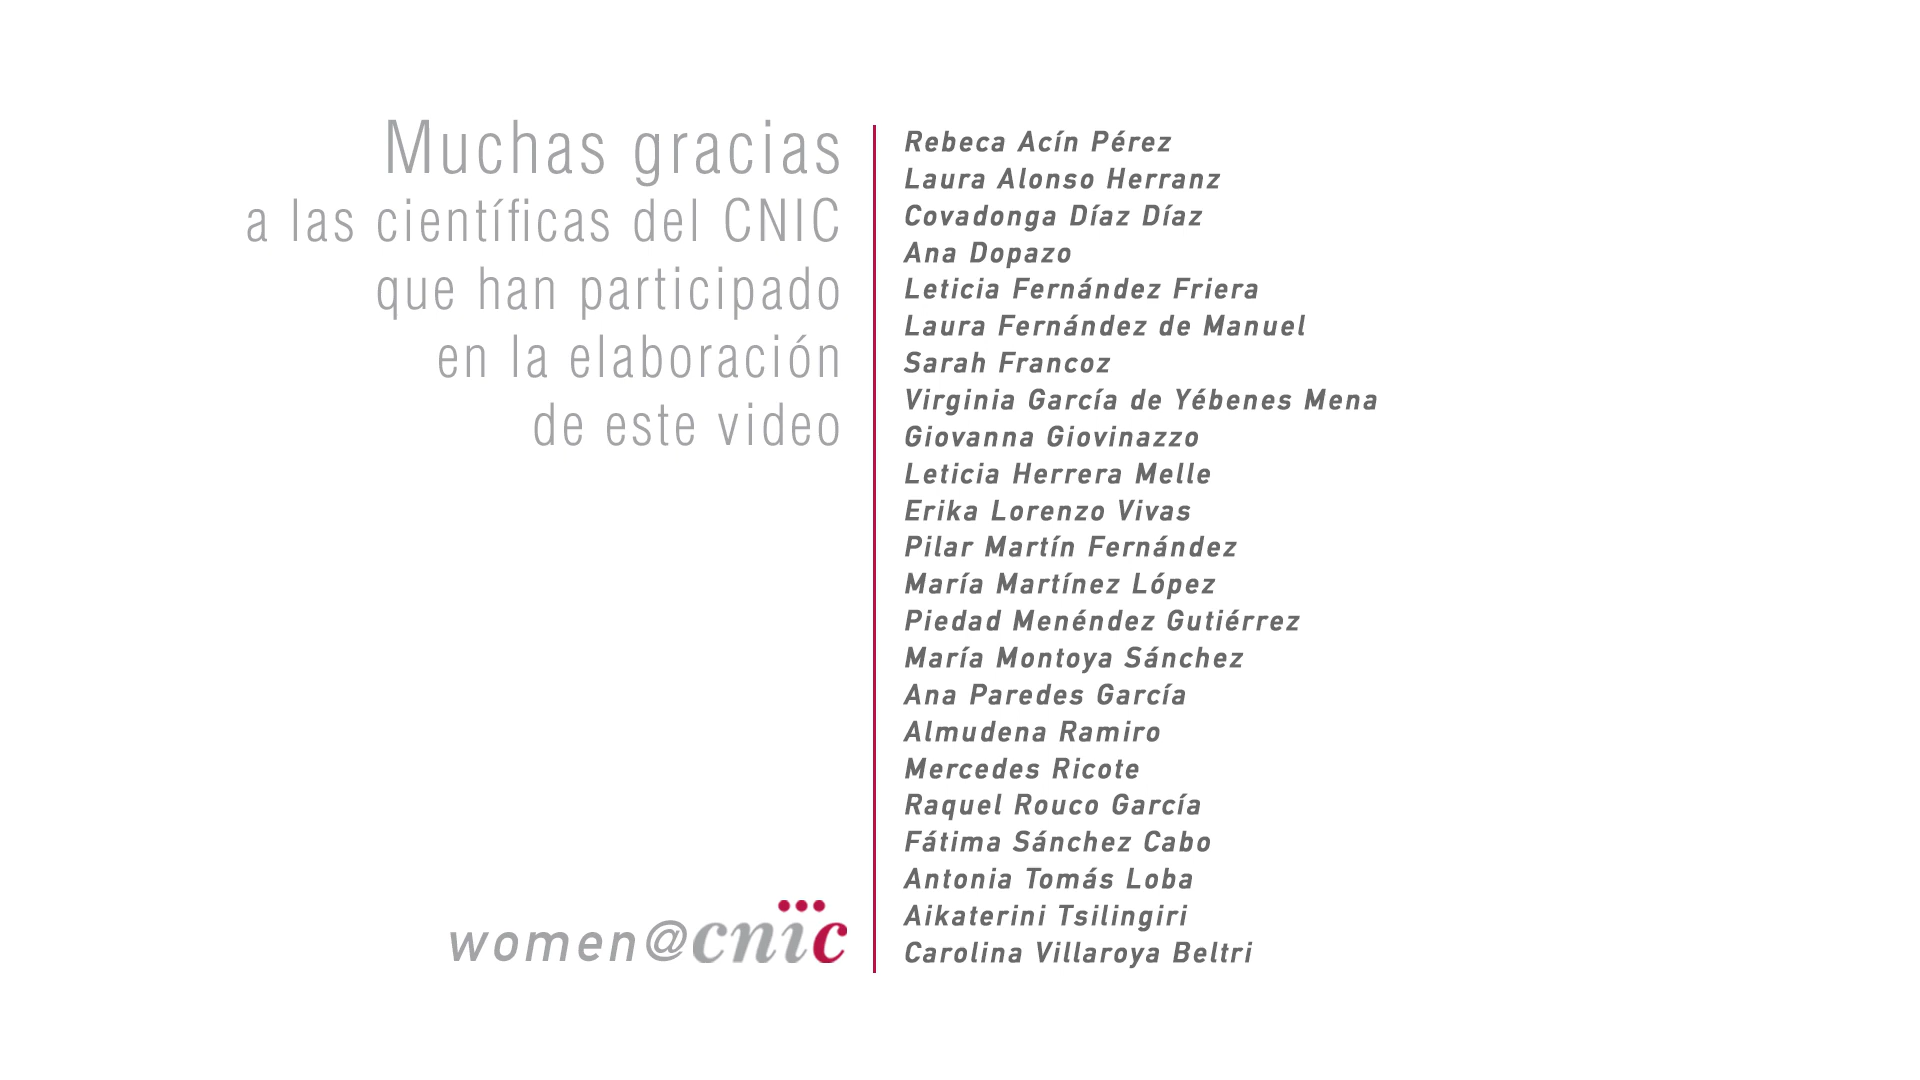 Muchas gracias
a las científicas del CNIC
que han participado
en la elaboración
de este video
women@cnic
Rebeca Acín Pérez
Laura Alonso Herranz
Covadonga Díaz Díaz
Ana Dopazo
Leticia Fernández Friera
Laura Fernández de Manuel
Sarah Francoz
Virginia García de Yébenes Mena
Giovanna Giovinazzo
Leticia Herrera Melle
Erika Lorenzo Vivas
Pilar Martín Fernández
María Martínez López
Piedad Menéndez Gutiérrez
María Montoya Sánchez
Ana Paredes García
Almudena Ramiro
Mercedes Ricote
Raquel Rouco García
Fátima Sánchez Cabo
Antonia Tomás Loba
Aikaterini Tsilingiri
Carolina Villaroya Beltri